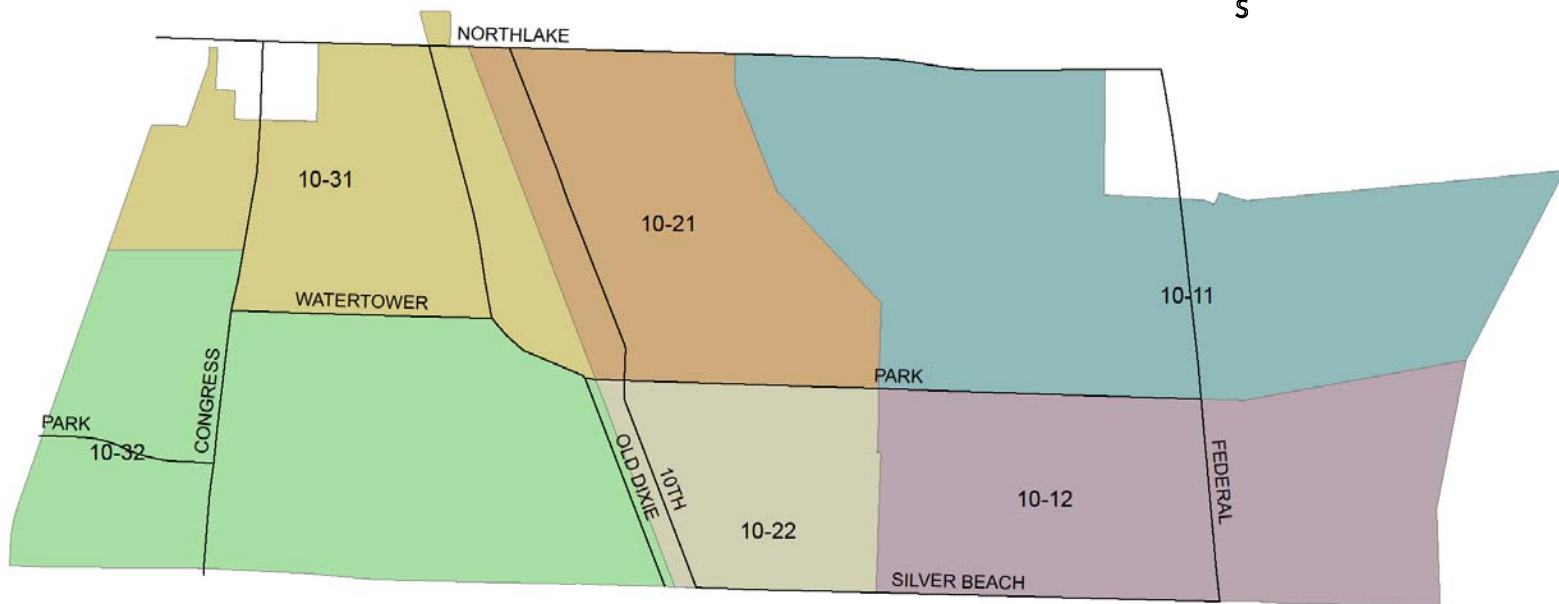 S
NORTHLAKE
10-31
10-21
10-11
WATERTOWER
CONGRESS
PARK
PARK
10-32
OLD DIXIE
10TH
FEDERAL
10-12
10-22
SILVER BEACH